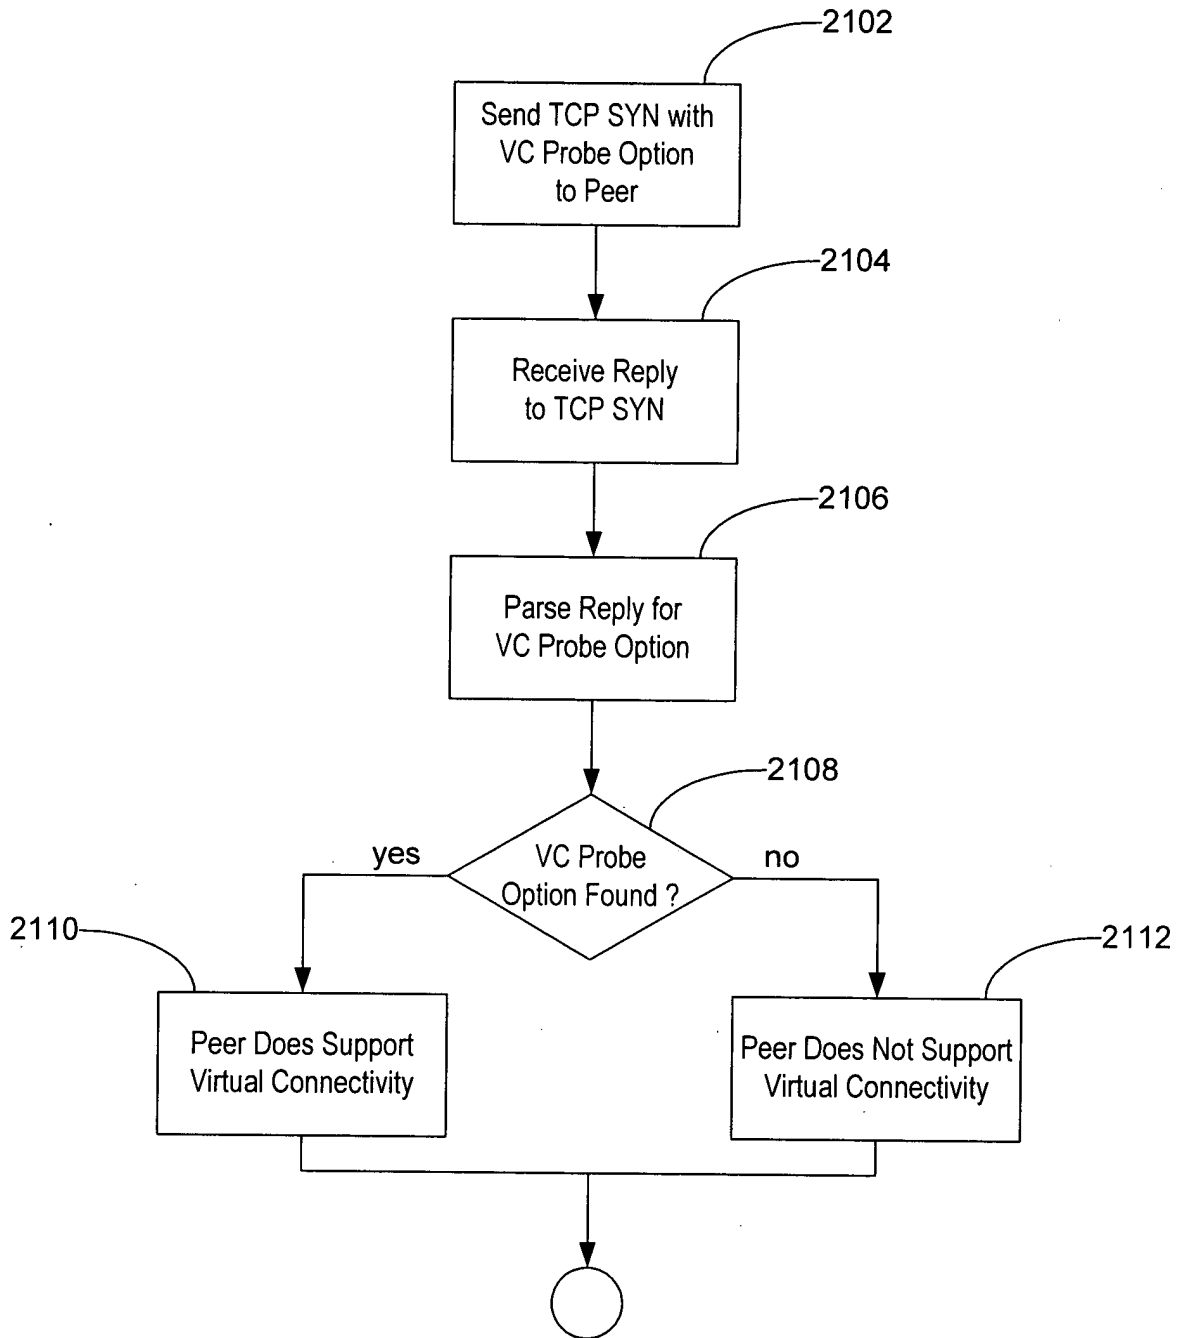 2102
Send TCP SYN with
VC Probe Option
to Peer
2104
Receive Reply
to TCP SYN
2106
Parse Reply for
VC Probe Option
2108
yes
VC Probe
Option Found ?
no
2110
2112
Peer Does Support
Virtual Connectivity
Peer Does Not Support
Virtual Connectivity